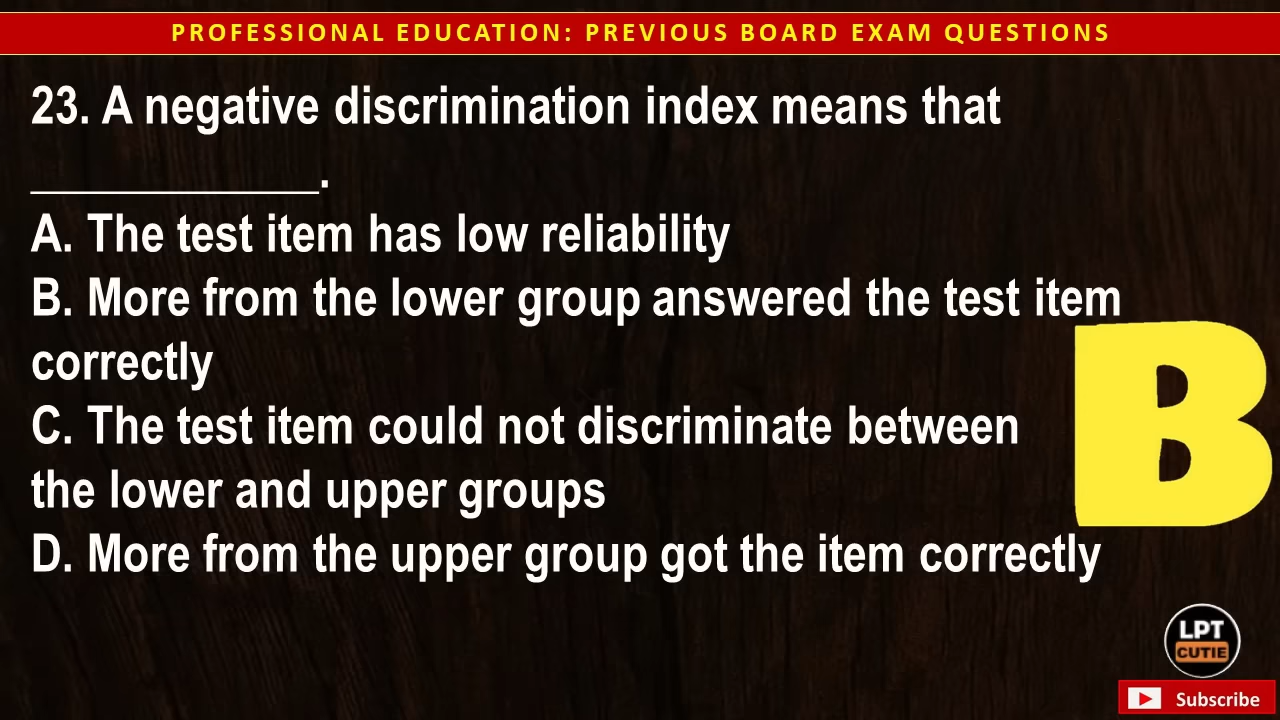 PROFESSIONAL EDUCATION: PREVIOUS BOARD EXAM QUESTIONS
23. A negative discrimination index means that
_____________.
A. The test item has low reliability
B. More from the lower group answered the test item
correctly
C. The test item could not discriminate between
the lower and upper groups
D. More from the upper group got the item correctly
B
LPT
CUTIE
Subscribe